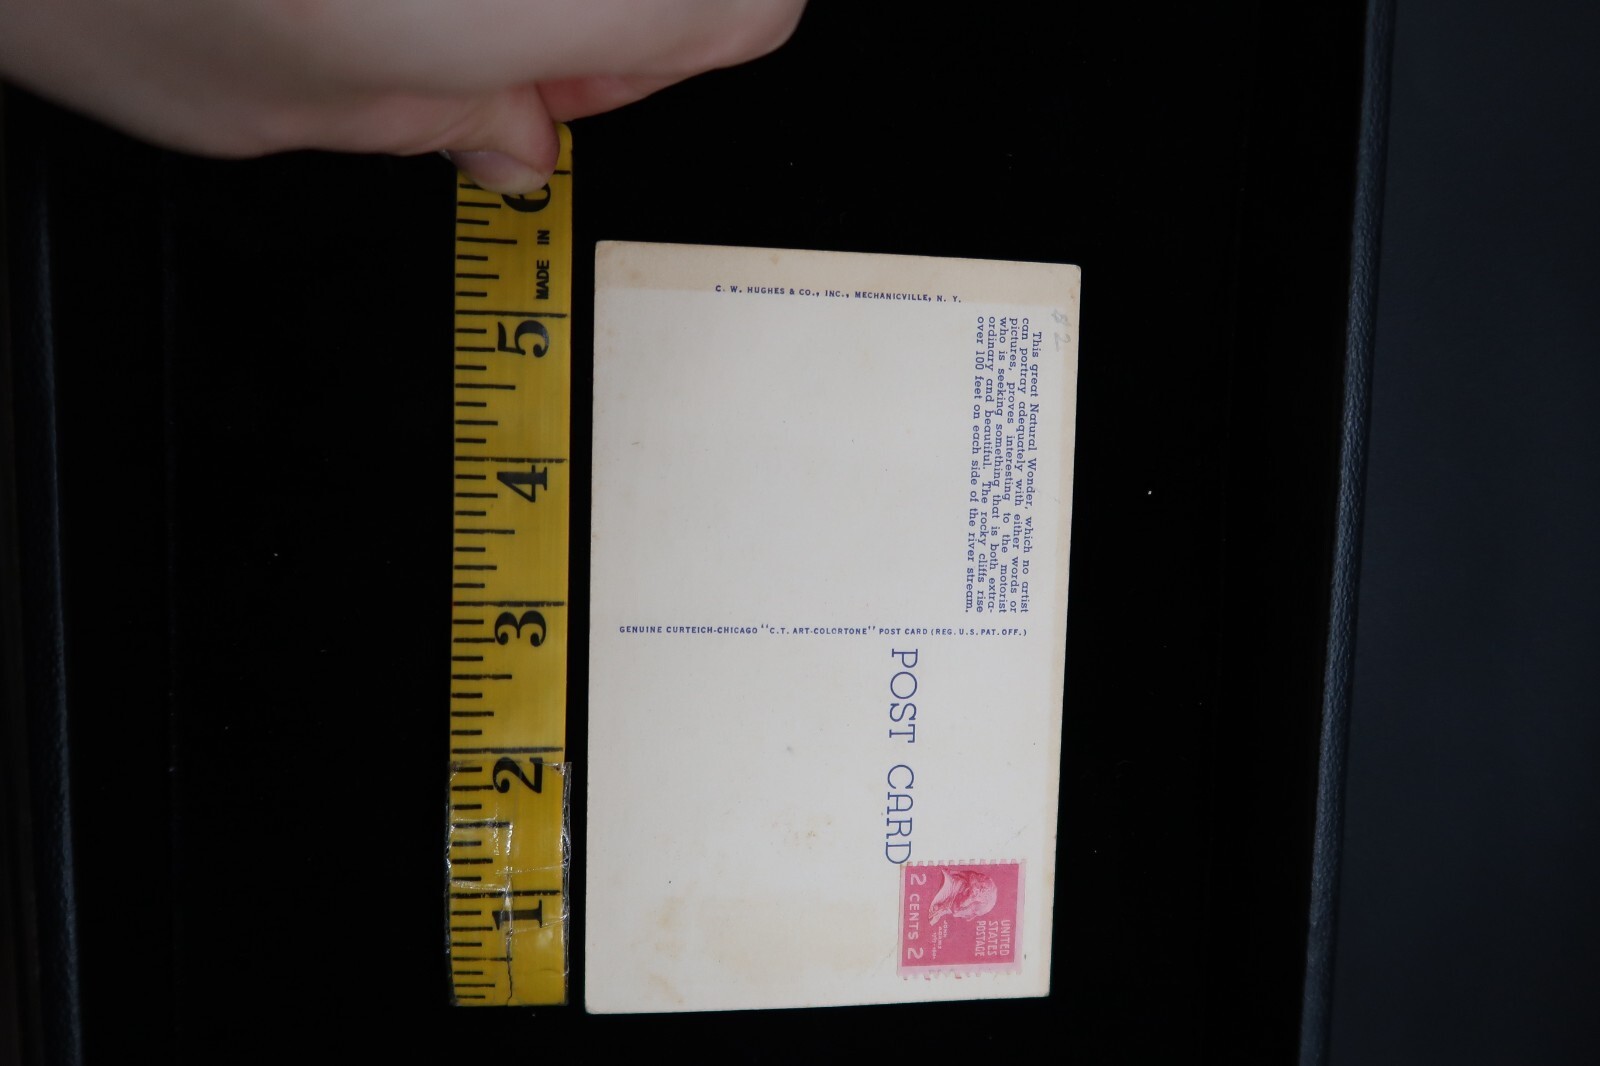 $2
This great Natural Wonder, which no artist
can portray adequately with either words or
pictures, proves interesting to the motorist
who is seeking something that is both extra-
ordinary and beautiful. The rocky cliffs rise
over 100 feet on each side of the river stream.
C. W. HUGHES & CO., INC., MECHANICVILLE, N. Y.
GENUINE CURTEICH-CHICAGO "C.T. ART-COLORTONE" POST CARD (REG. U.S. PAT. OFF.)
POST CARD
UNITED
STATES
POSTAGE
JOHN
ADAMS
2 CENTS 2
1
2
3
4
5
MADE IN
6